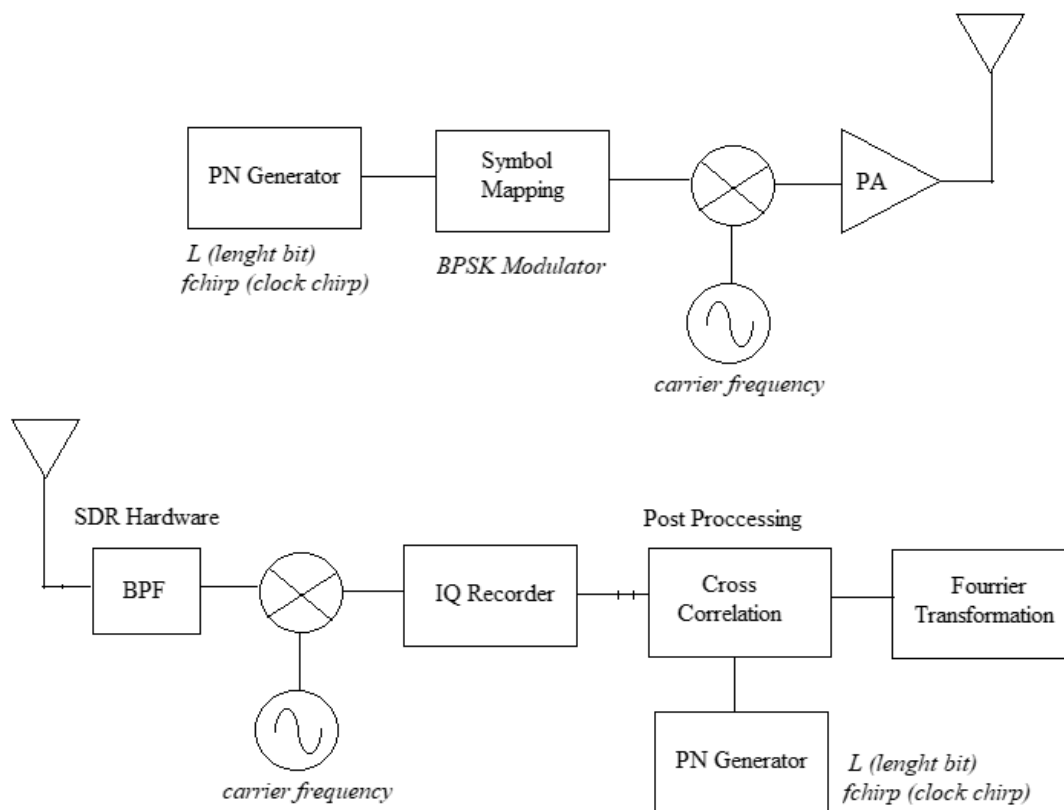 PN Generator
L (lenght bit)
fchirp (clock chirp)
Symbol
Mapping
BPSK Modulator
PA
carrier frequency
SDR Hardware
BPF
carrier frequency
IQ Recorder
Post Proccessing
Cross
Correlation
Fourrier
Transformation
PN Generator
L (lenght bit)
fchirp (clock chirp)